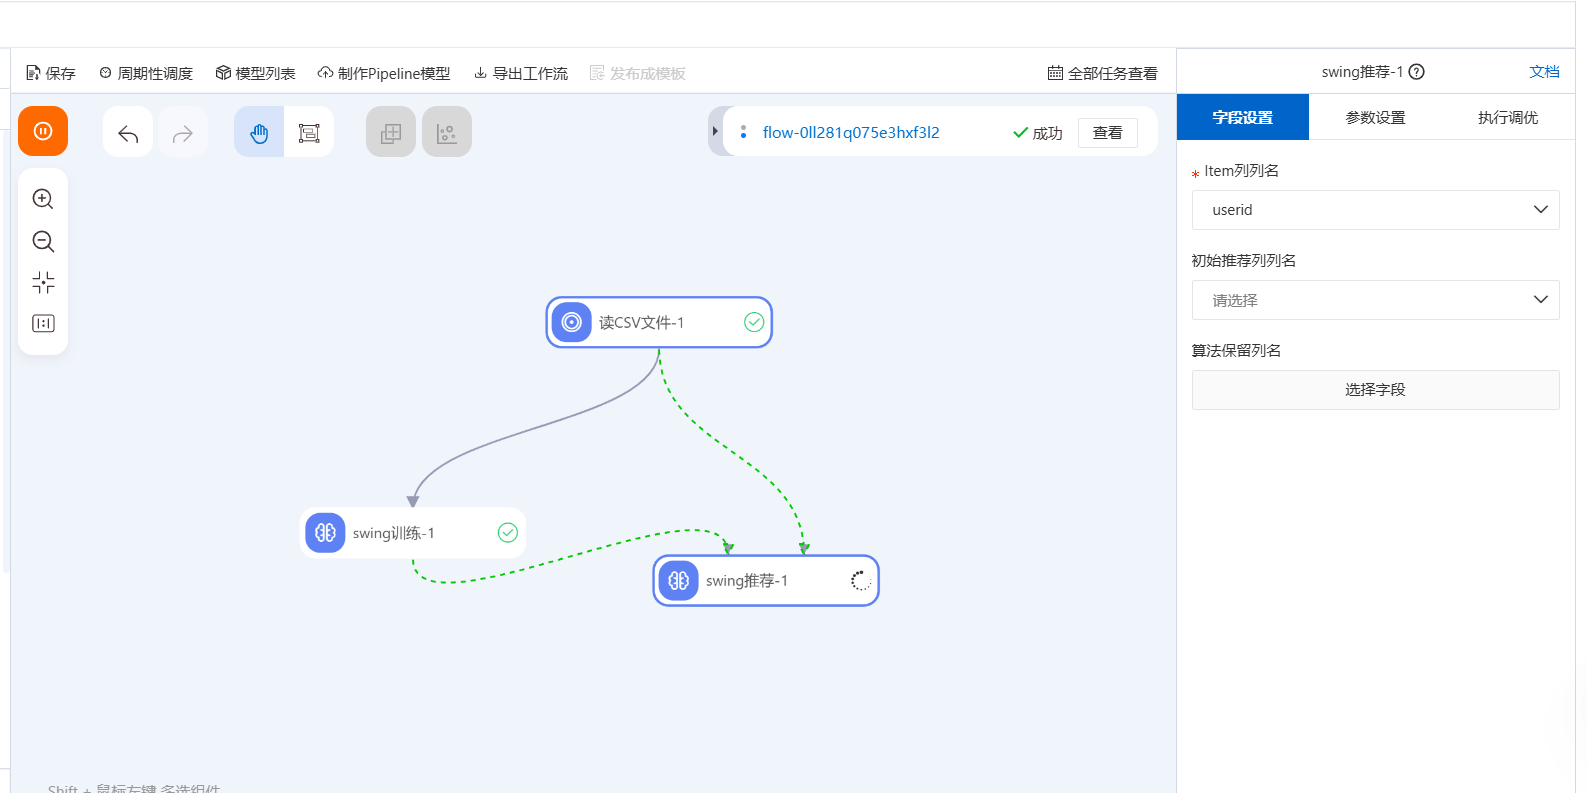 保存 周期性调度 模型列表 制作Pipeline模型 导出工作流 发布成模板 全部任务查看
swing推荐-1 文档
flow-0ll281q075e3hxf3l2 成功 查看
字段设置 参数设置 执行调优
Item列列名
userid
初始推荐列列名
请选择
算法保留列名
选择字段
读CSV文件-1
swing训练-1
swing推荐-1
Shift + 鼠标左键 多选组件